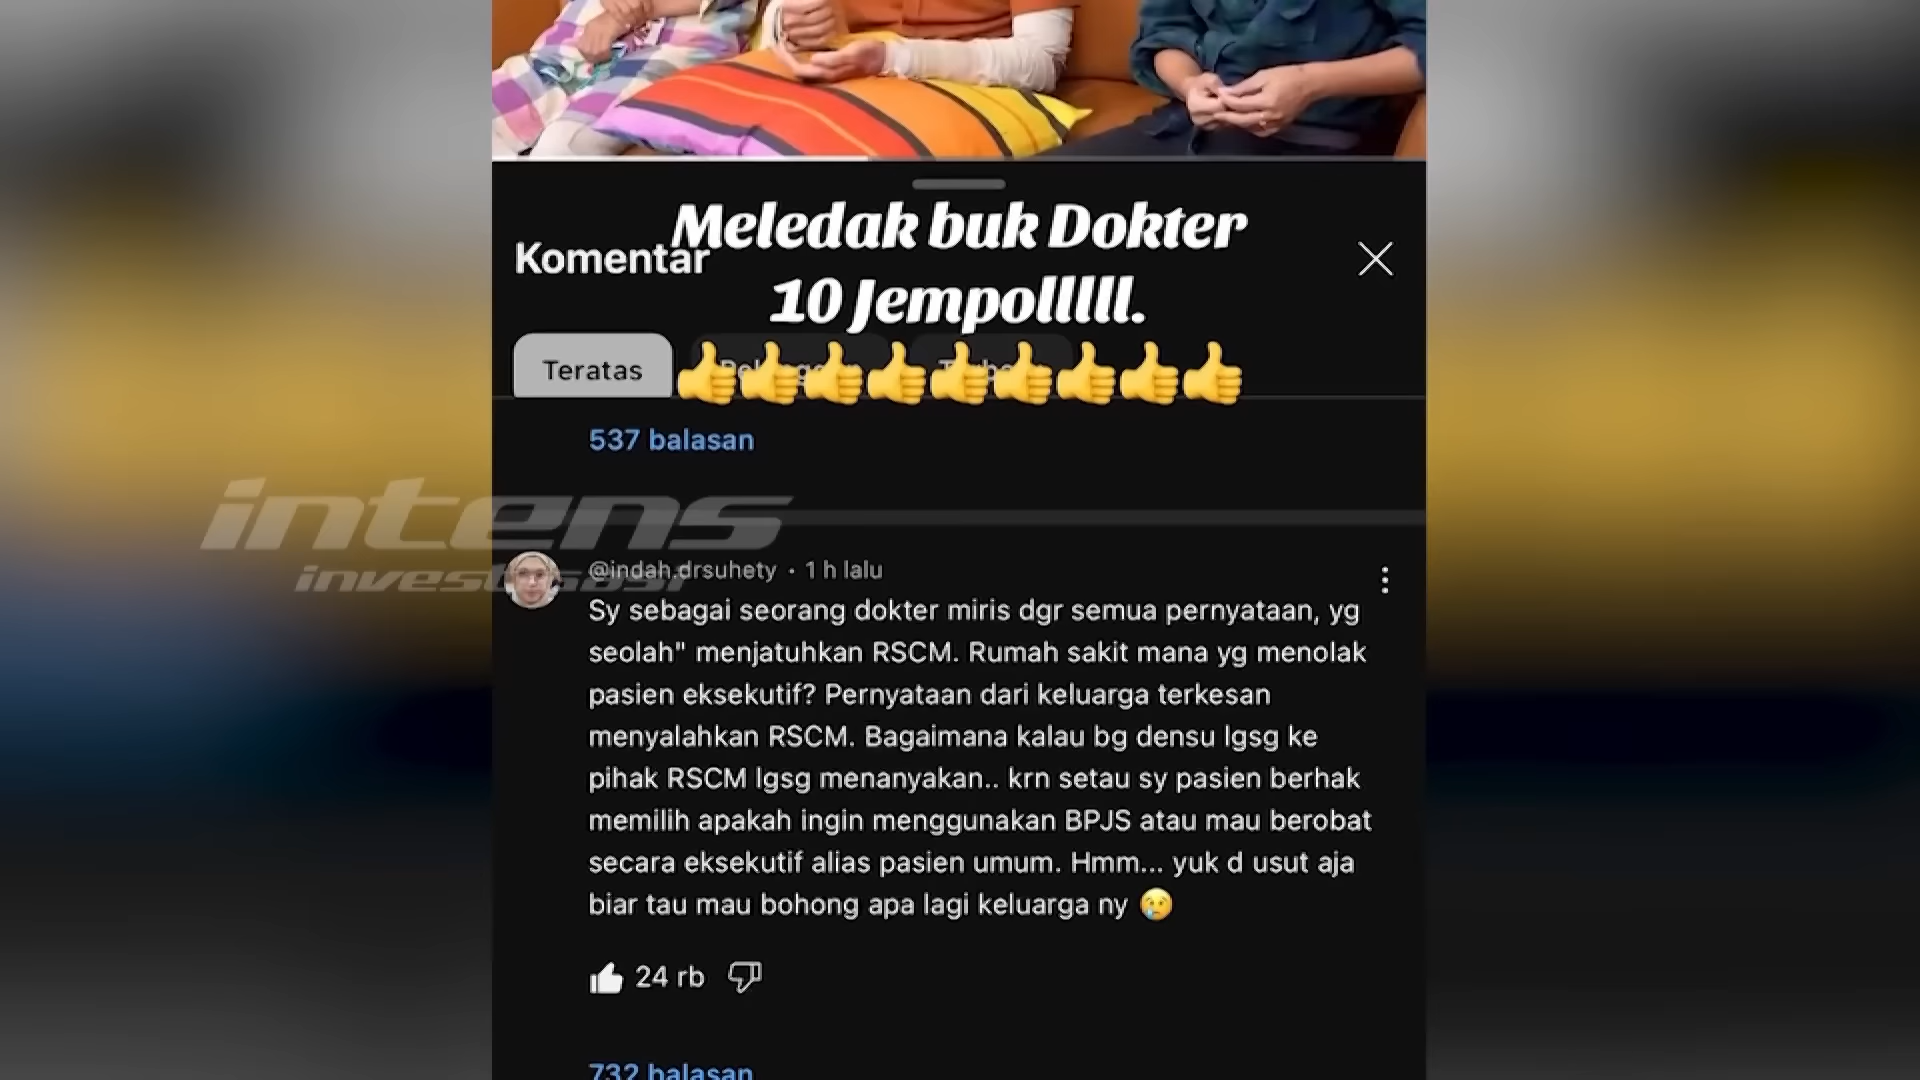 Meledak buk Dokter
Komentar
10 Jempolllll.
Teratas
👍👍👍👍👍👍👍👍👍
537 balasan
intens
investigasi
@indah.drsuhety · 1 h lalu
Sy sebagai seorang dokter miris dgr semua pernyataan, yg
seolah" menjatuhkan RSCM. Rumah sakit mana yg menolak
pasien eksekutif? Pernyataan dari keluarga terkesan
menyalahkan RSCM. Bagaimana kalau bg densu lgsg ke
pihak RSCM lgsg menanyakan.. krn setau sy pasien berhak
memilih apakah ingin menggunakan BPJS atau mau berobat
secara eksekutif alias pasien umum. Hmm... yuk d usut aja
biar tau mau bohong apa lagi keluarga ny 😢
24 rb
732 balasan